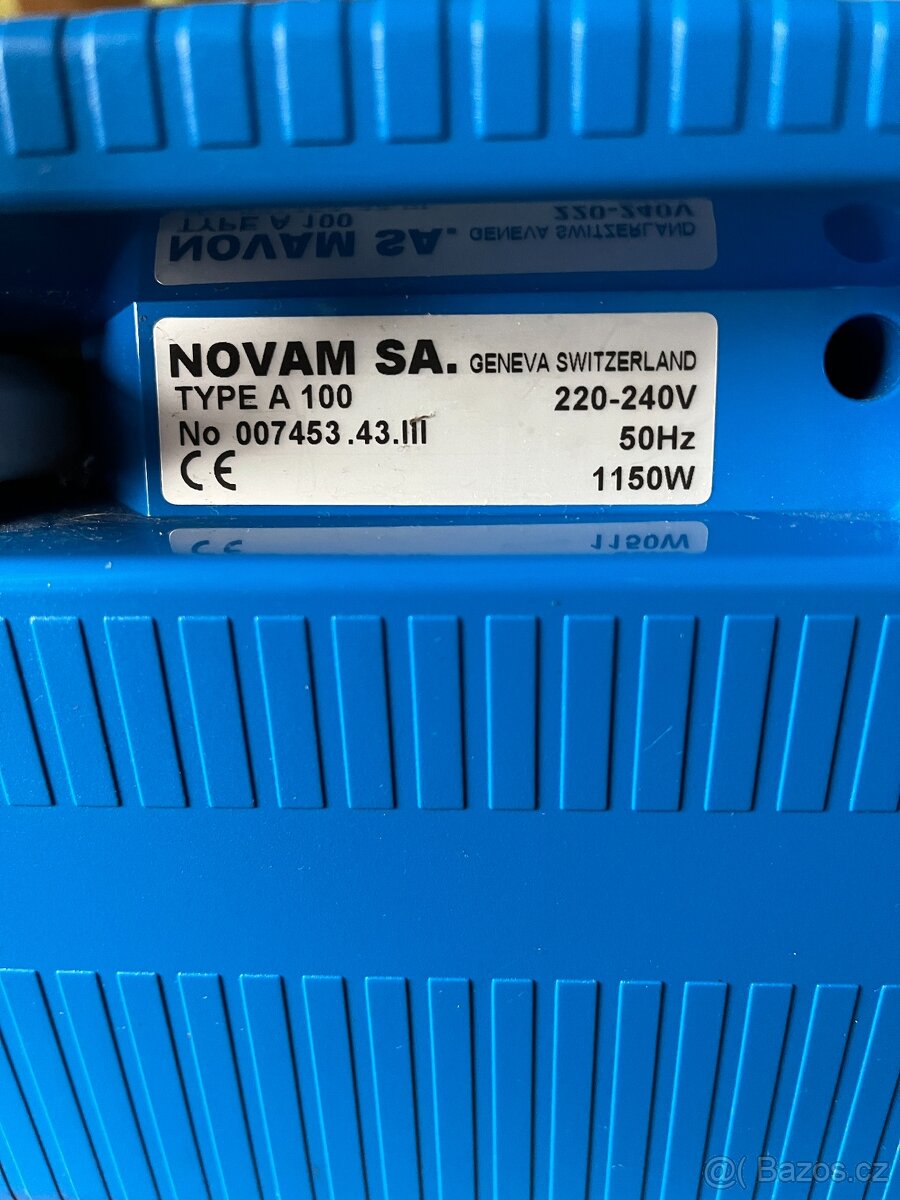 NOVAM SA. GENEVA SWITZERLAND
TYPE A 100 220-240V
No 007453.43.III 50Hz
CE 1150W
@( Bazos.cz